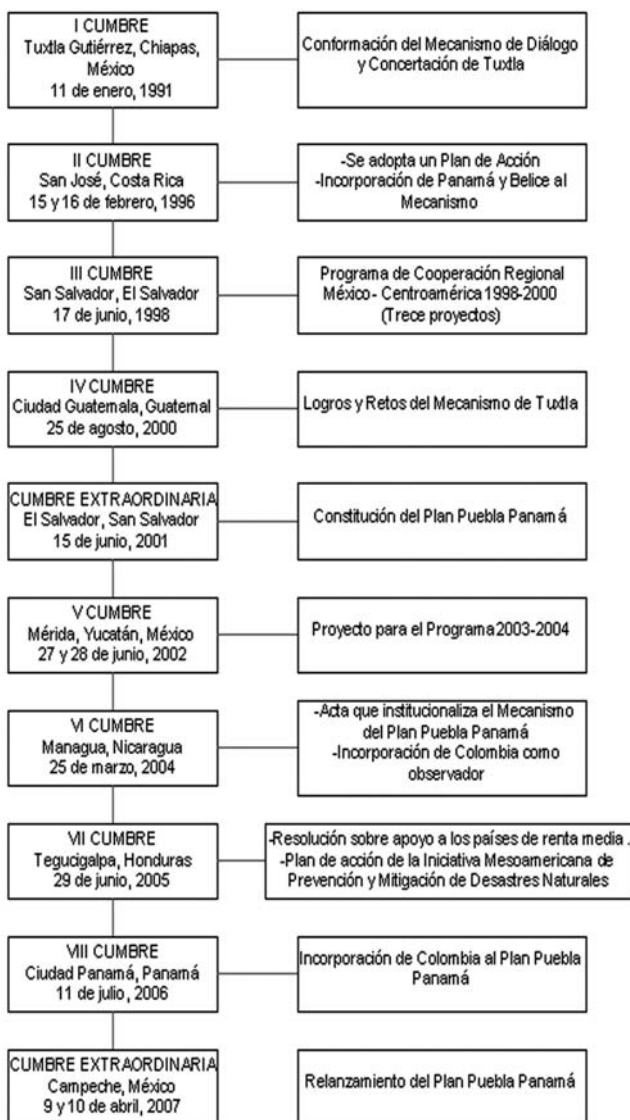 I CUMBRE
Tuxtla Gutiérrez, Chiapas,
México
11 de enero, 1991
Conformación del Mecanismo de Diálogo
y Concertación de Tuxtla
II CUMBRE
San José, Costa Rica
15 y 16 de febrero, 1996
-Se adopta un Plan de Acción
-Incorporación de Panamá y Belice al
Mecanismo
III CUMBRE
San Salvador, El Salvador
17 de junio, 1998
Programa de Cooperación Regional
México- Centroamérica 1998-2000
(Trece proyectos)
IV CUMBRE
Ciudad Guatemala, Guatemal
25 de agosto, 2000
Logros y Retos del Mecanismo de Tuxtla
CUMBRE EXTRAORDINARIA
El Salvador, San Salvador
15 de junio, 2001
Constitución del Plan Puebla Panamá
V CUMBRE
Mérida, Yucatán, México
27 y 28 de junio, 2002
Proyecto para el Programa 2003-2004
VI CUMBRE
Managua, Nicaragua
25 de marzo, 2004
-Acta que institucionaliza el Mecanismo
del Plan Puebla Panamá
-Incorporación de Colombia como
observador
VII CUMBRE
Tegucigalpa, Honduras
29 de junio, 2005
-Resolución sobre apoyo a los países de renta media .
-Plan de acción de la Iniciativa Mesoamericana de
Prevención y Mitigación de Desastres Naturales
VIII CUMBRE
Ciudad Panamá, Panamá
11 de julio, 2006
Incorporación de Colombia al Plan Puebla
Panamá
CUMBRE EXTRAORDINARIA
Campeche, México
9 y 10 de abril, 2007
Relanzamiento del Plan Puebla Panamá